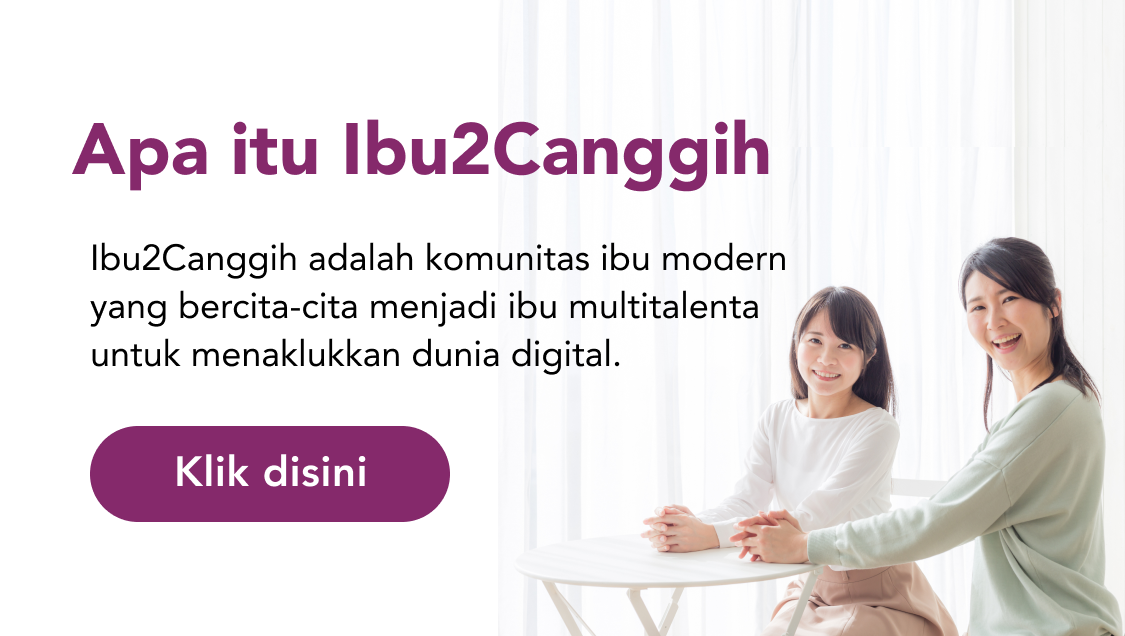 Apa itu Ibu2Canggih
Ibu2Canggih adalah komunitas ibu modern
yang bercita-cita menjadi ibu multitalenta
untuk menaklukkan dunia digital.
Klik disini